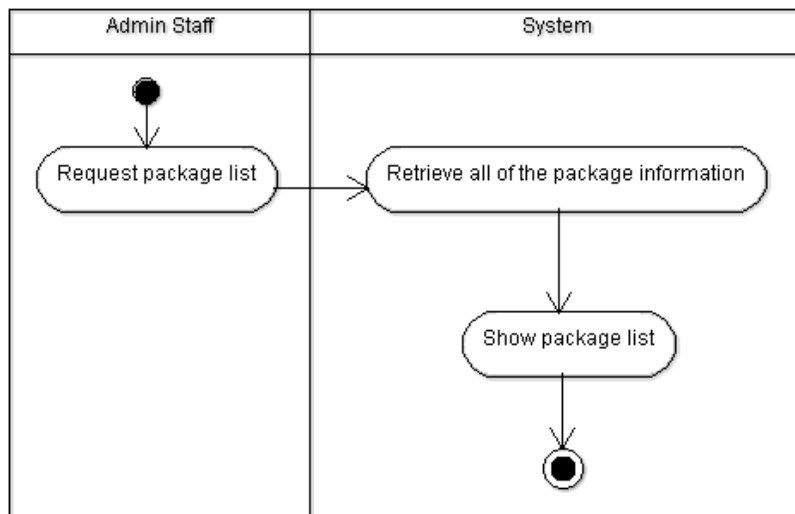 Admin Staff
System
Request package list
Retrieve all of the package information
Show package list